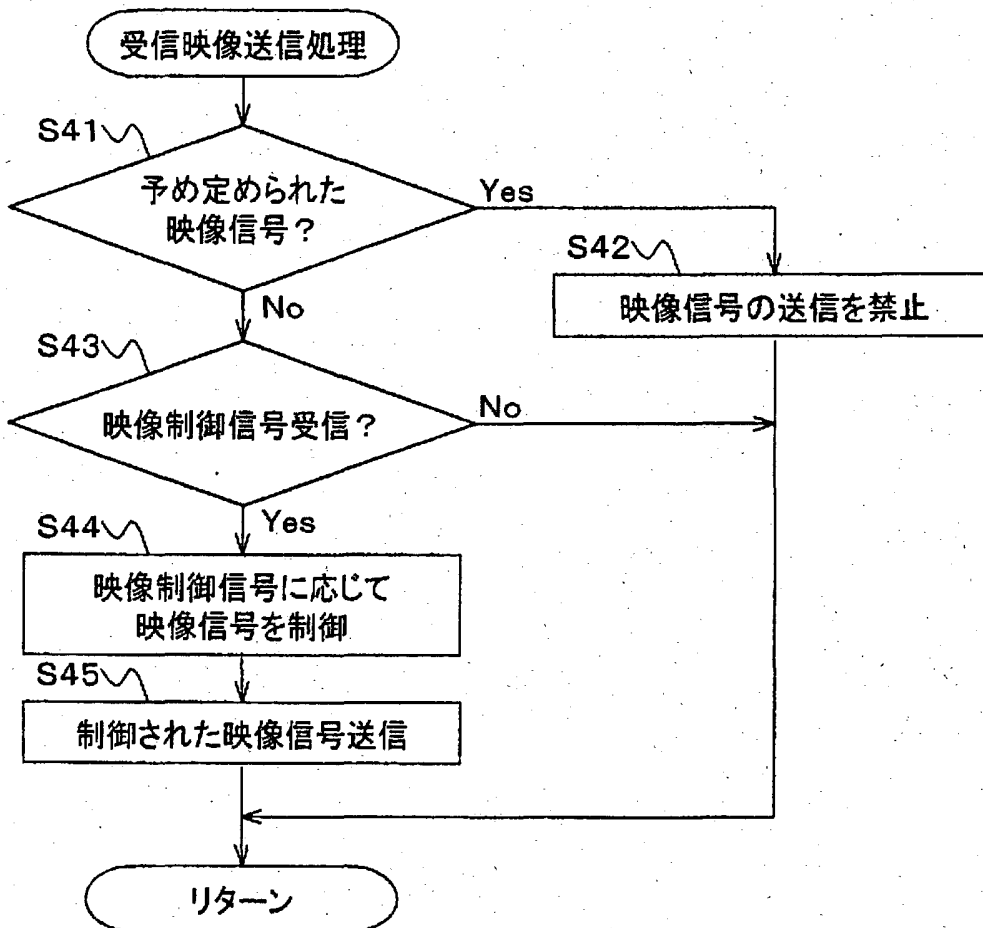 受信映像送信処理
S41
予め定められた
映像信号？
Yes
S42
映像信号の送信を禁止
No
S43
映像制御信号受信？
No
Yes
S44
映像制御信号に応じて
映像信号を制御
S45
制御された映像信号送信
リターン